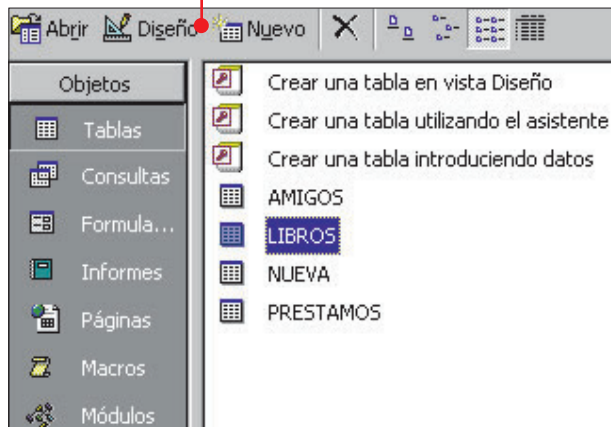 Abrir Diseño Nuevo
Objetos
Tablas
Consultas
Formula...
Informes
Páginas
Macros
Módulos
Crear una tabla en vista Diseño
Crear una tabla utilizando el asistente
Crear una tabla introduciendo datos
AMIGOS
LIBROS
NUEVA
PRESTAMOS